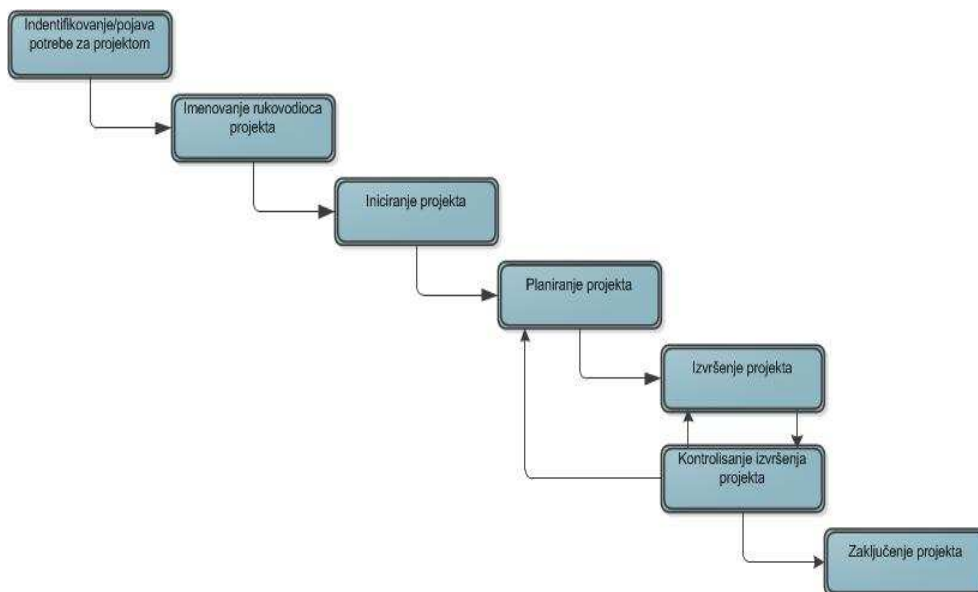 Indentifikovanje/pojava
potrebe za projektom
Imenovanje rukovodioca
projekta
Iniciranje projekta
Planiranje projekta
Izvršenje projekta
Kontrolisanje izvršenja
projekta
Zaključenje projekta